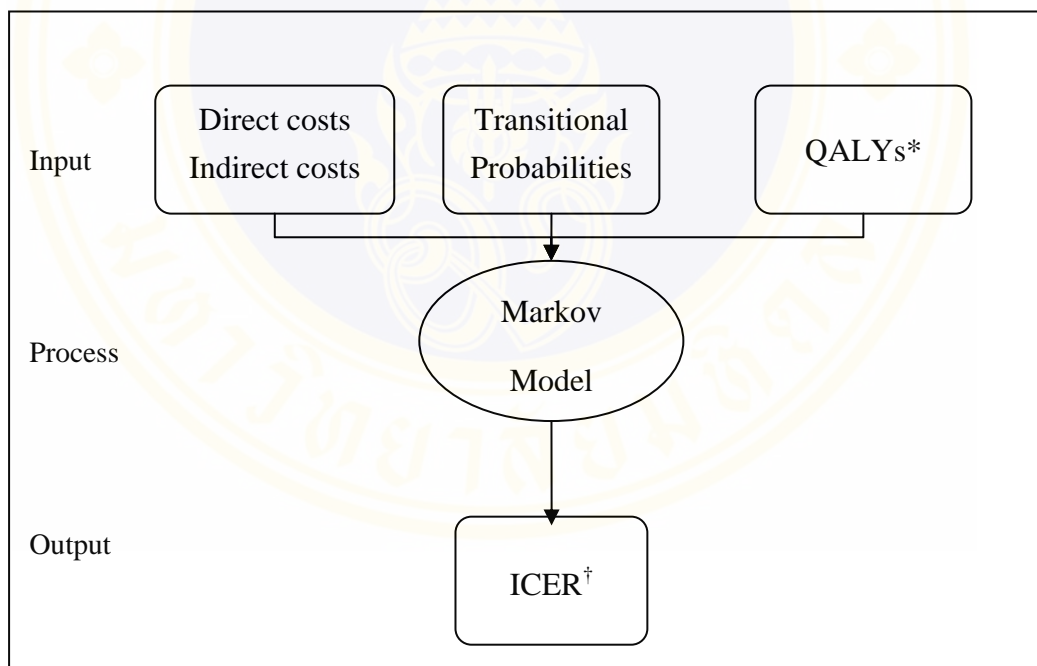 Input
Direct costs
Indirect costs
Transitional
Probabilities
QALYs*
Process
Markov
Model
Output
ICER†